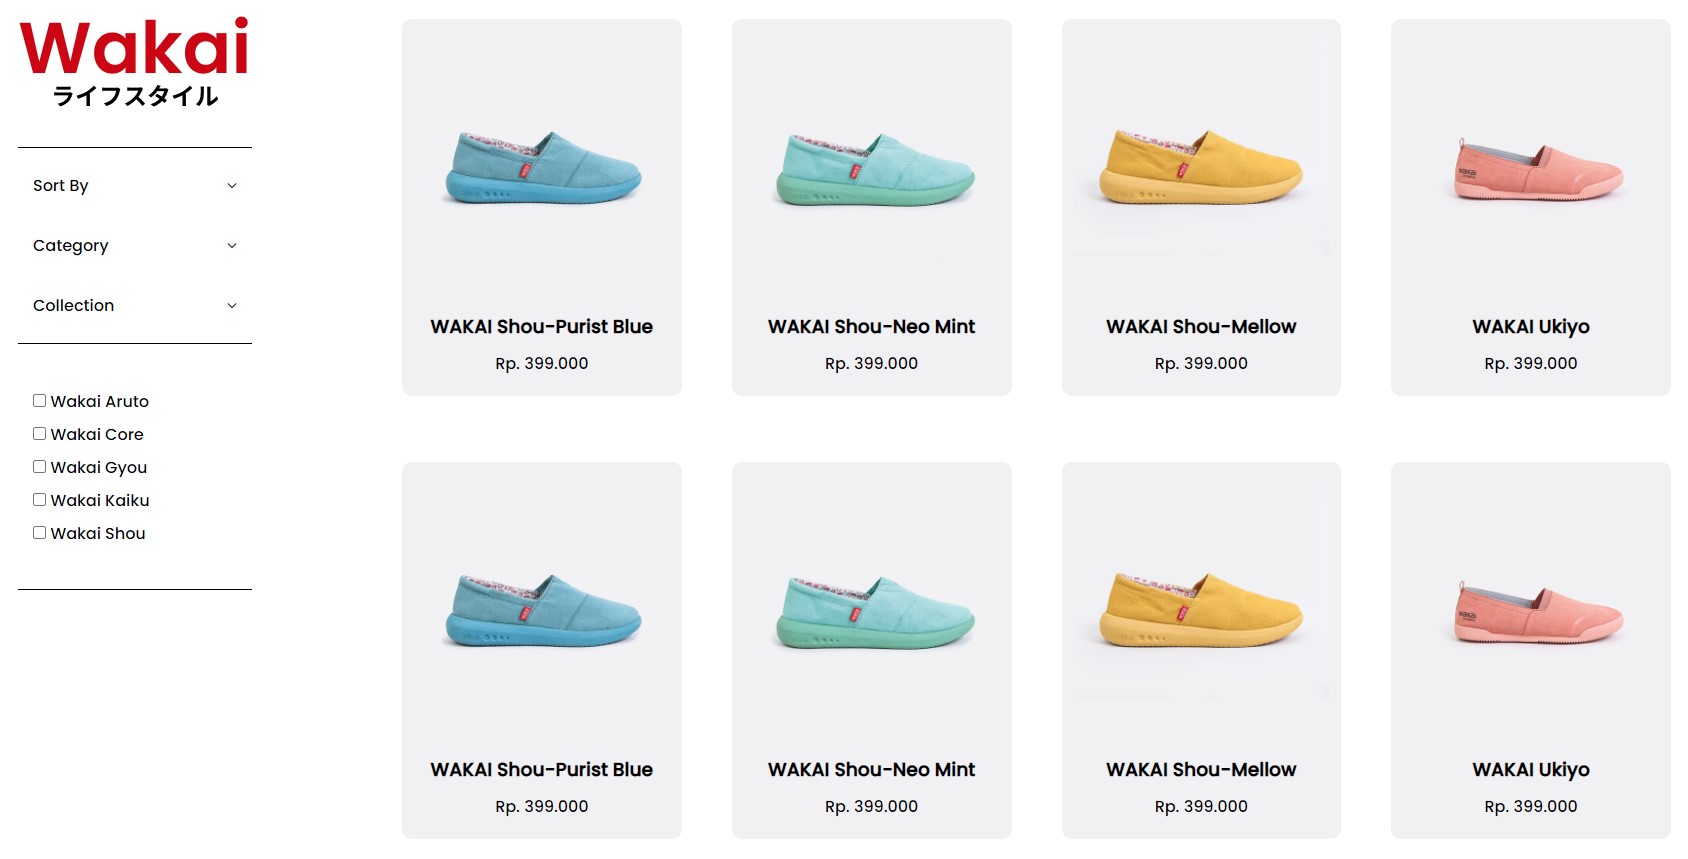 Wakai
ライフスタイル
Sort By
Category
Collection
Wakai Aruto
Wakai Core
Wakai Gyou
Wakai Kaiku
Wakai Shou
WAKAI Shou-Purist Blue
Rp. 399.000
WAKAI Shou-Neo Mint
Rp. 399.000
WAKAI Shou-Mellow
Rp. 399.000
WAKAI Ukiyo
Rp. 399.000
WAKAI Shou-Purist Blue
Rp. 399.000
WAKAI Shou-Neo Mint
Rp. 399.000
WAKAI Shou-Mellow
Rp. 399.000
WAKAI Ukiyo
Rp. 399.000